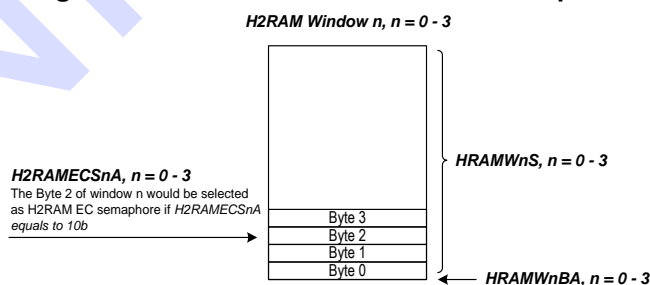 H2RAM Window n, n = 0 - 3
HRAMWnS, n = 0 - 3
H2RAMECSnA, n = 0 - 3
The Byte 2 of window n would be selected
as H2RAM EC semaphore if H2RAMECSnA
equals to 10b
Byte 3
Byte 2
Byte 1
Byte 0
HRAMWnBA, n = 0 - 3